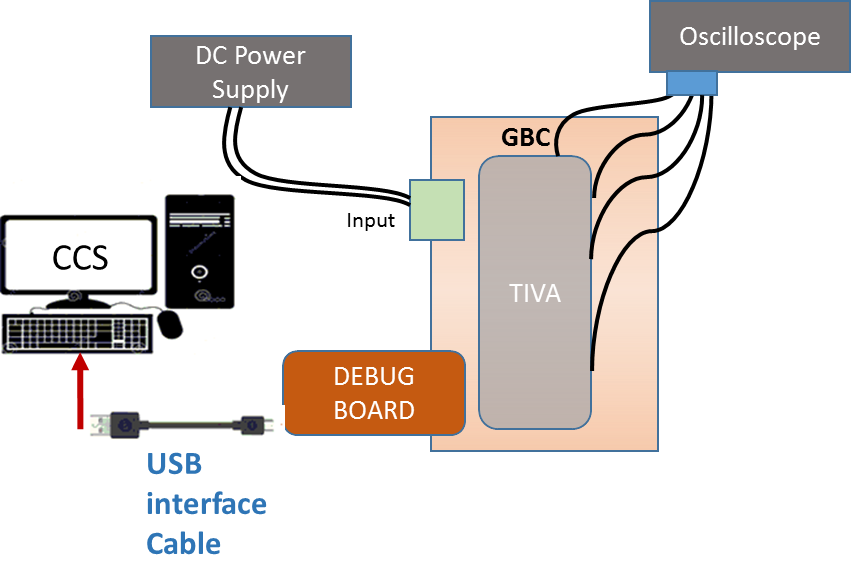 Oscilloscope
DC Power
Supply
GBC
Input
CCS
TIVA
DEBUG
BOARD
USB
interface
Cable